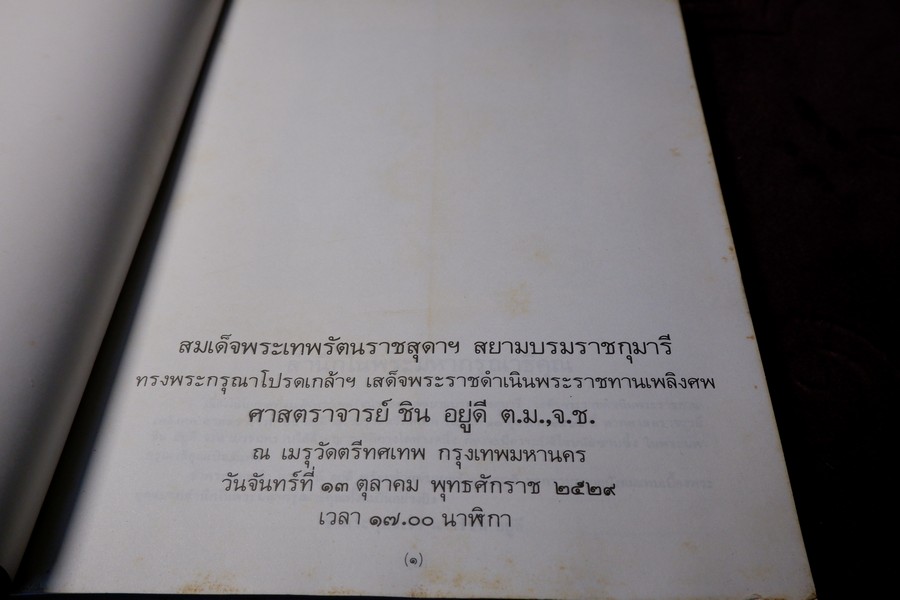 สมเด็จพระเทพรัตนราชสุดาฯ สยามบรมราชกุมารี
ทรงพระกรุณาโปรดเกล้าฯ เสด็จพระราชดำเนินพระราชทานเพลิงศพ
ศาสตราจารย์ ชิน อยู่ดี ต.ม.,จ.ช.
ณ เมรุวัดตรีทศเทพ กรุงเทพมหานคร
วันจันทร์ที่ ๑๓ ตุลาคม พุทธศักราช ๒๕๒๙
เวลา ๑๗.๐๐ นาฬิกา
(๑)